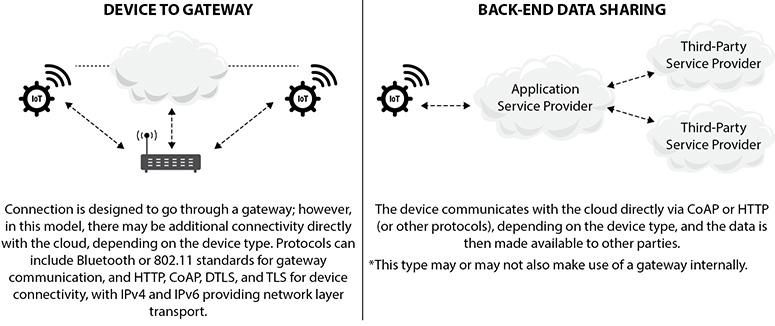 DEVICE TO GATEWAY
IoT
IoT
Connection is designed to go through a gateway; however,
in this model, there may be additional connectivity directly
with the cloud, depending on the device type. Protocols can
include Bluetooth or 802.11 standards for gateway
communication, and HTTP, CoAP, DTLS, and TLS for device
connectivity, with IPv4 and IPv6 providing network layer
transport.
BACK-END DATA SHARING
IoT
Application
Service Provider
Third-Party
Service Provider
Third-Party
Service Provider
The device communicates with the cloud directly via CoAP or HTTP
(or other protocols), depending on the device type, and the data is
then made available to other parties.
*This type may or may not also make use of a gateway internally.